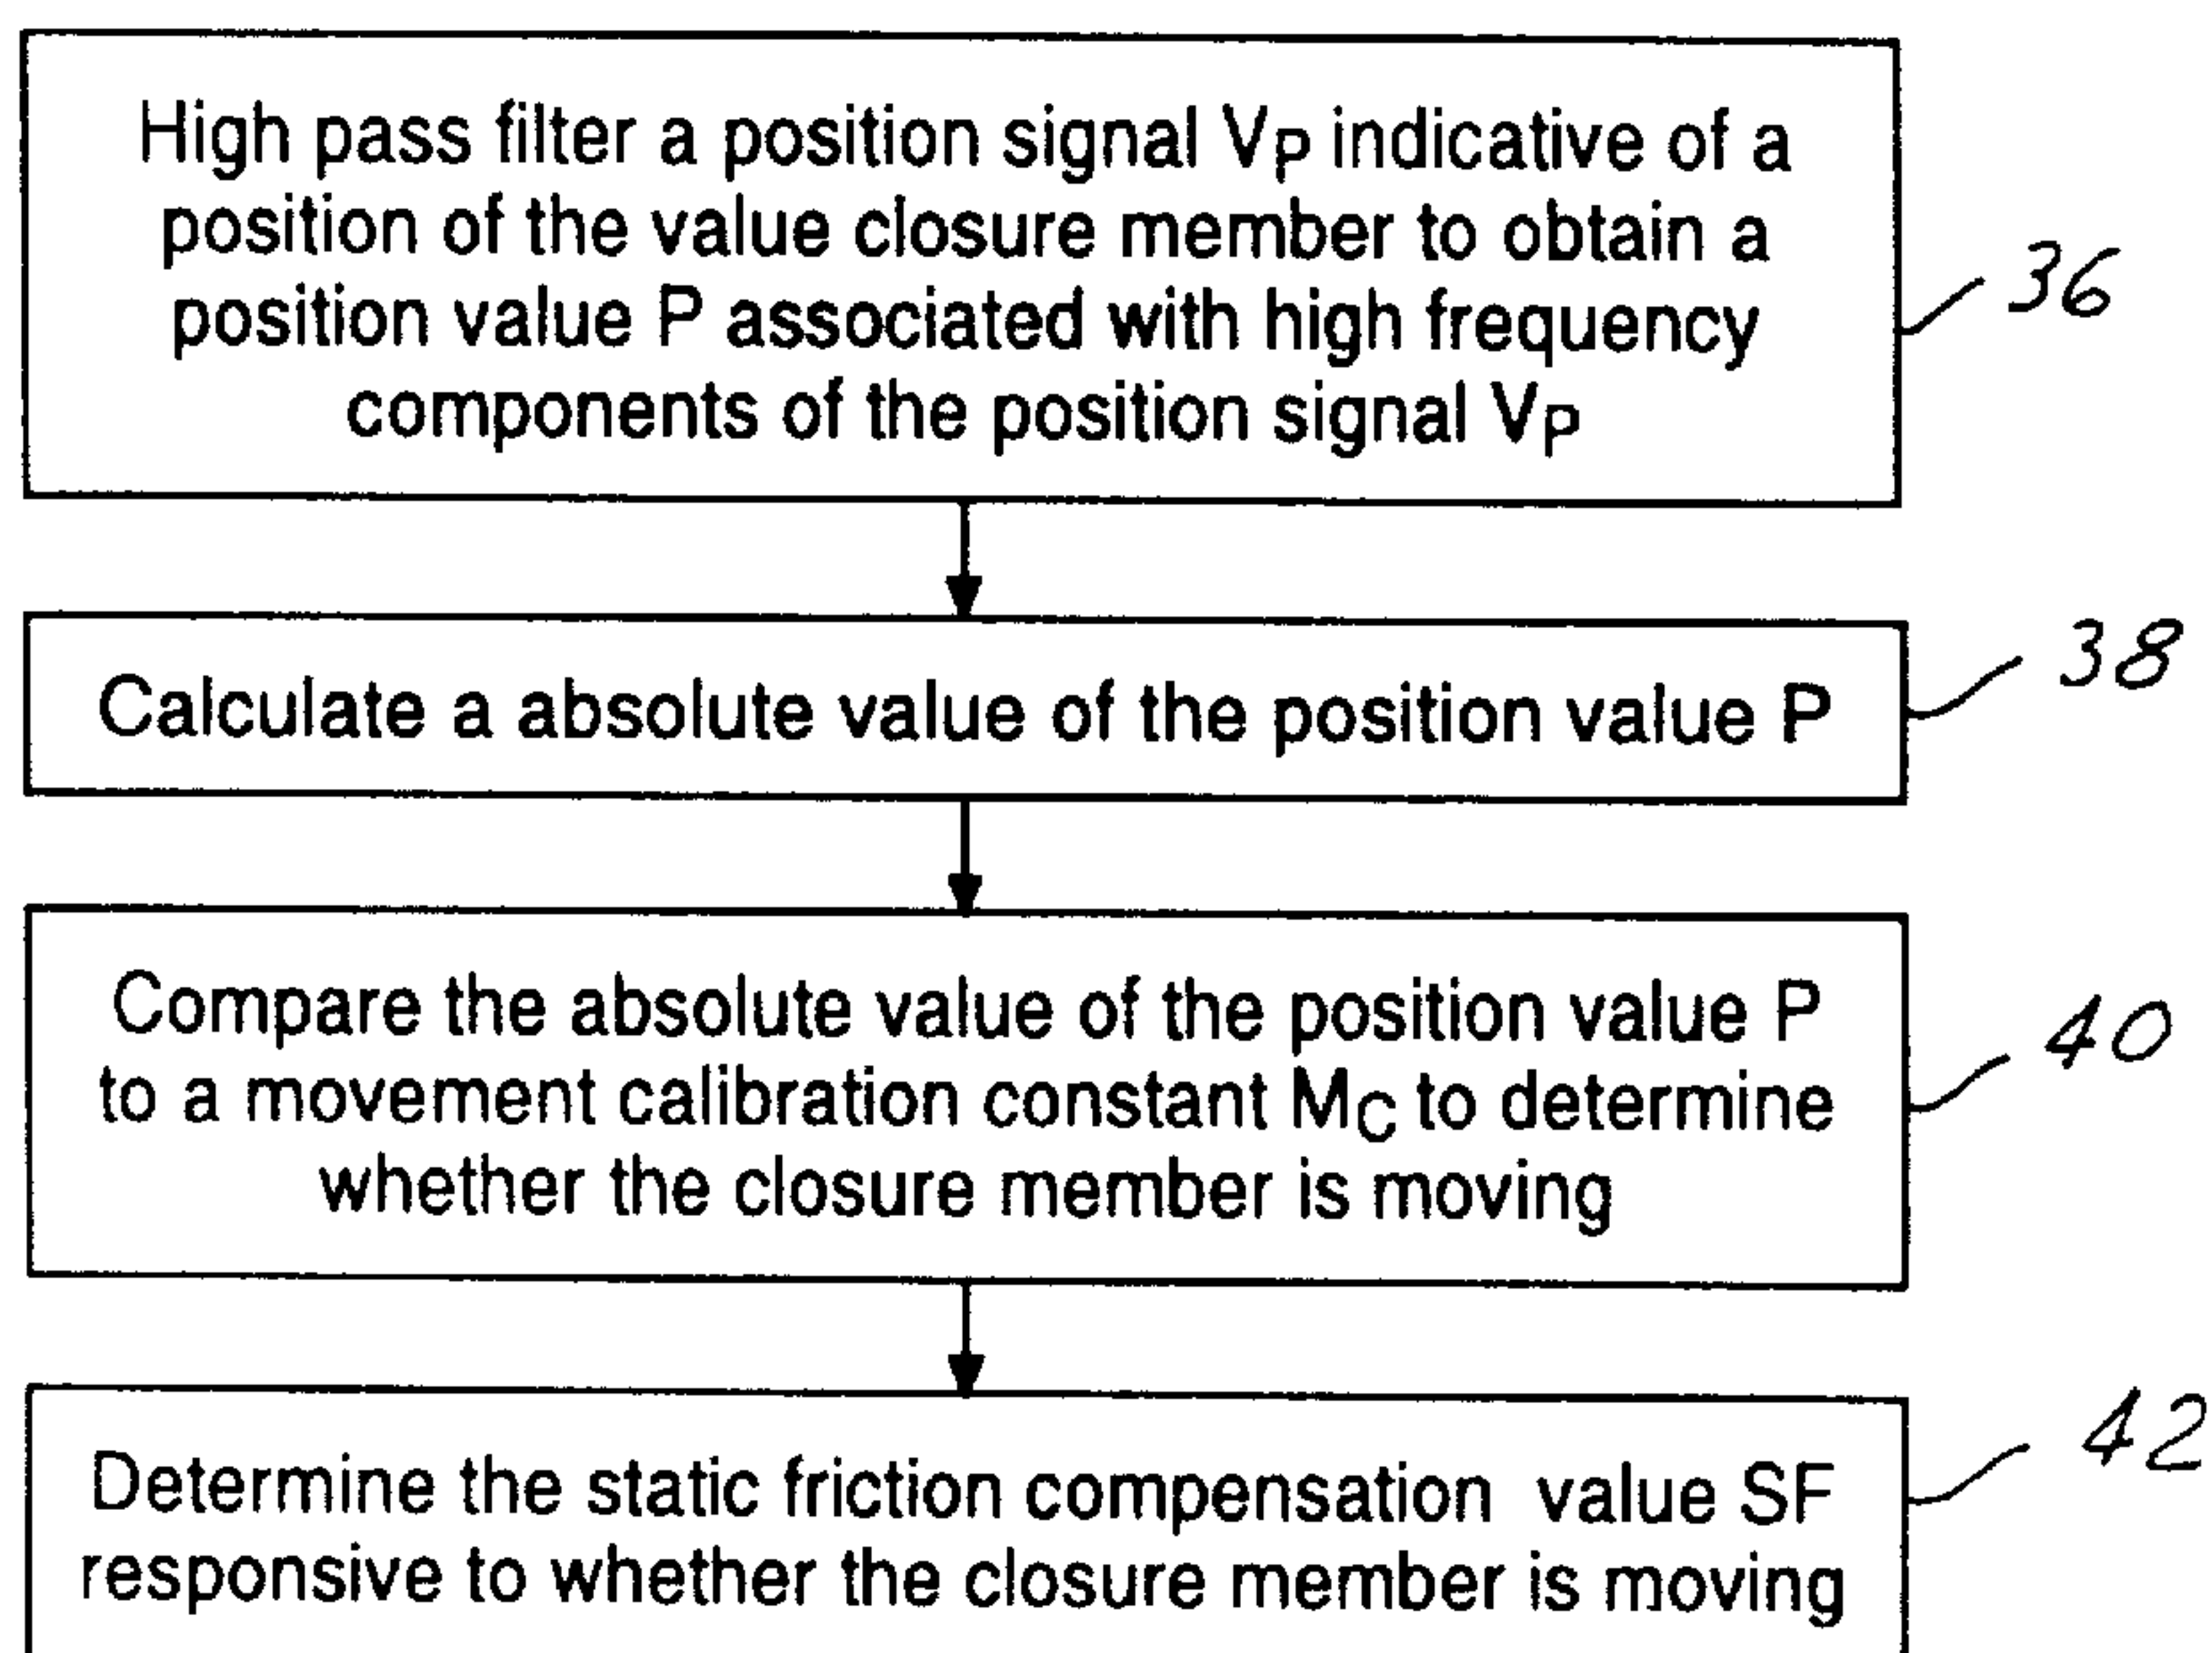 High pass filter a position signal VP indicative of a
position of the value closure member to obtain a
position value P associated with high frequency
components of the position signal VP
36
Calculate a absolute value of the position value P
38
Compare the absolute value of the position value P
to a movement calibration constant MC to determine
whether the closure member is moving
40
Determine the static friction compensation value SF
responsive to whether the closure member is moving
42